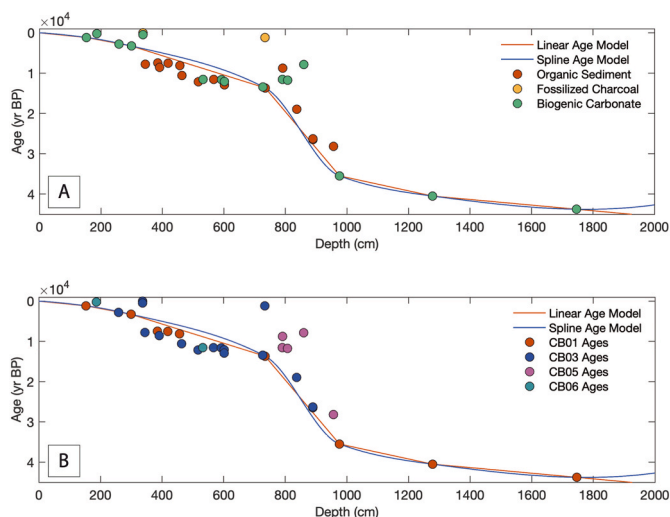 ×10⁴
0
1
2
3
4
Age (yr BP)
A
Linear Age Model
Spline Age Model
Organic Sediment
Fossilized Charcoal
Biogenic Carbonate
0 200 400 600 800 1000 1200 1400 1600 1800 2000
Depth (cm)
×10⁴
0
1
2
3
4
Age (yr BP)
B
Linear Age Model
Spline Age Model
CB01 Ages
CB03 Ages
CB05 Ages
CB06 Ages
0 200 400 600 800 1000 1200 1400 1600 1800 2000
Depth (cm)